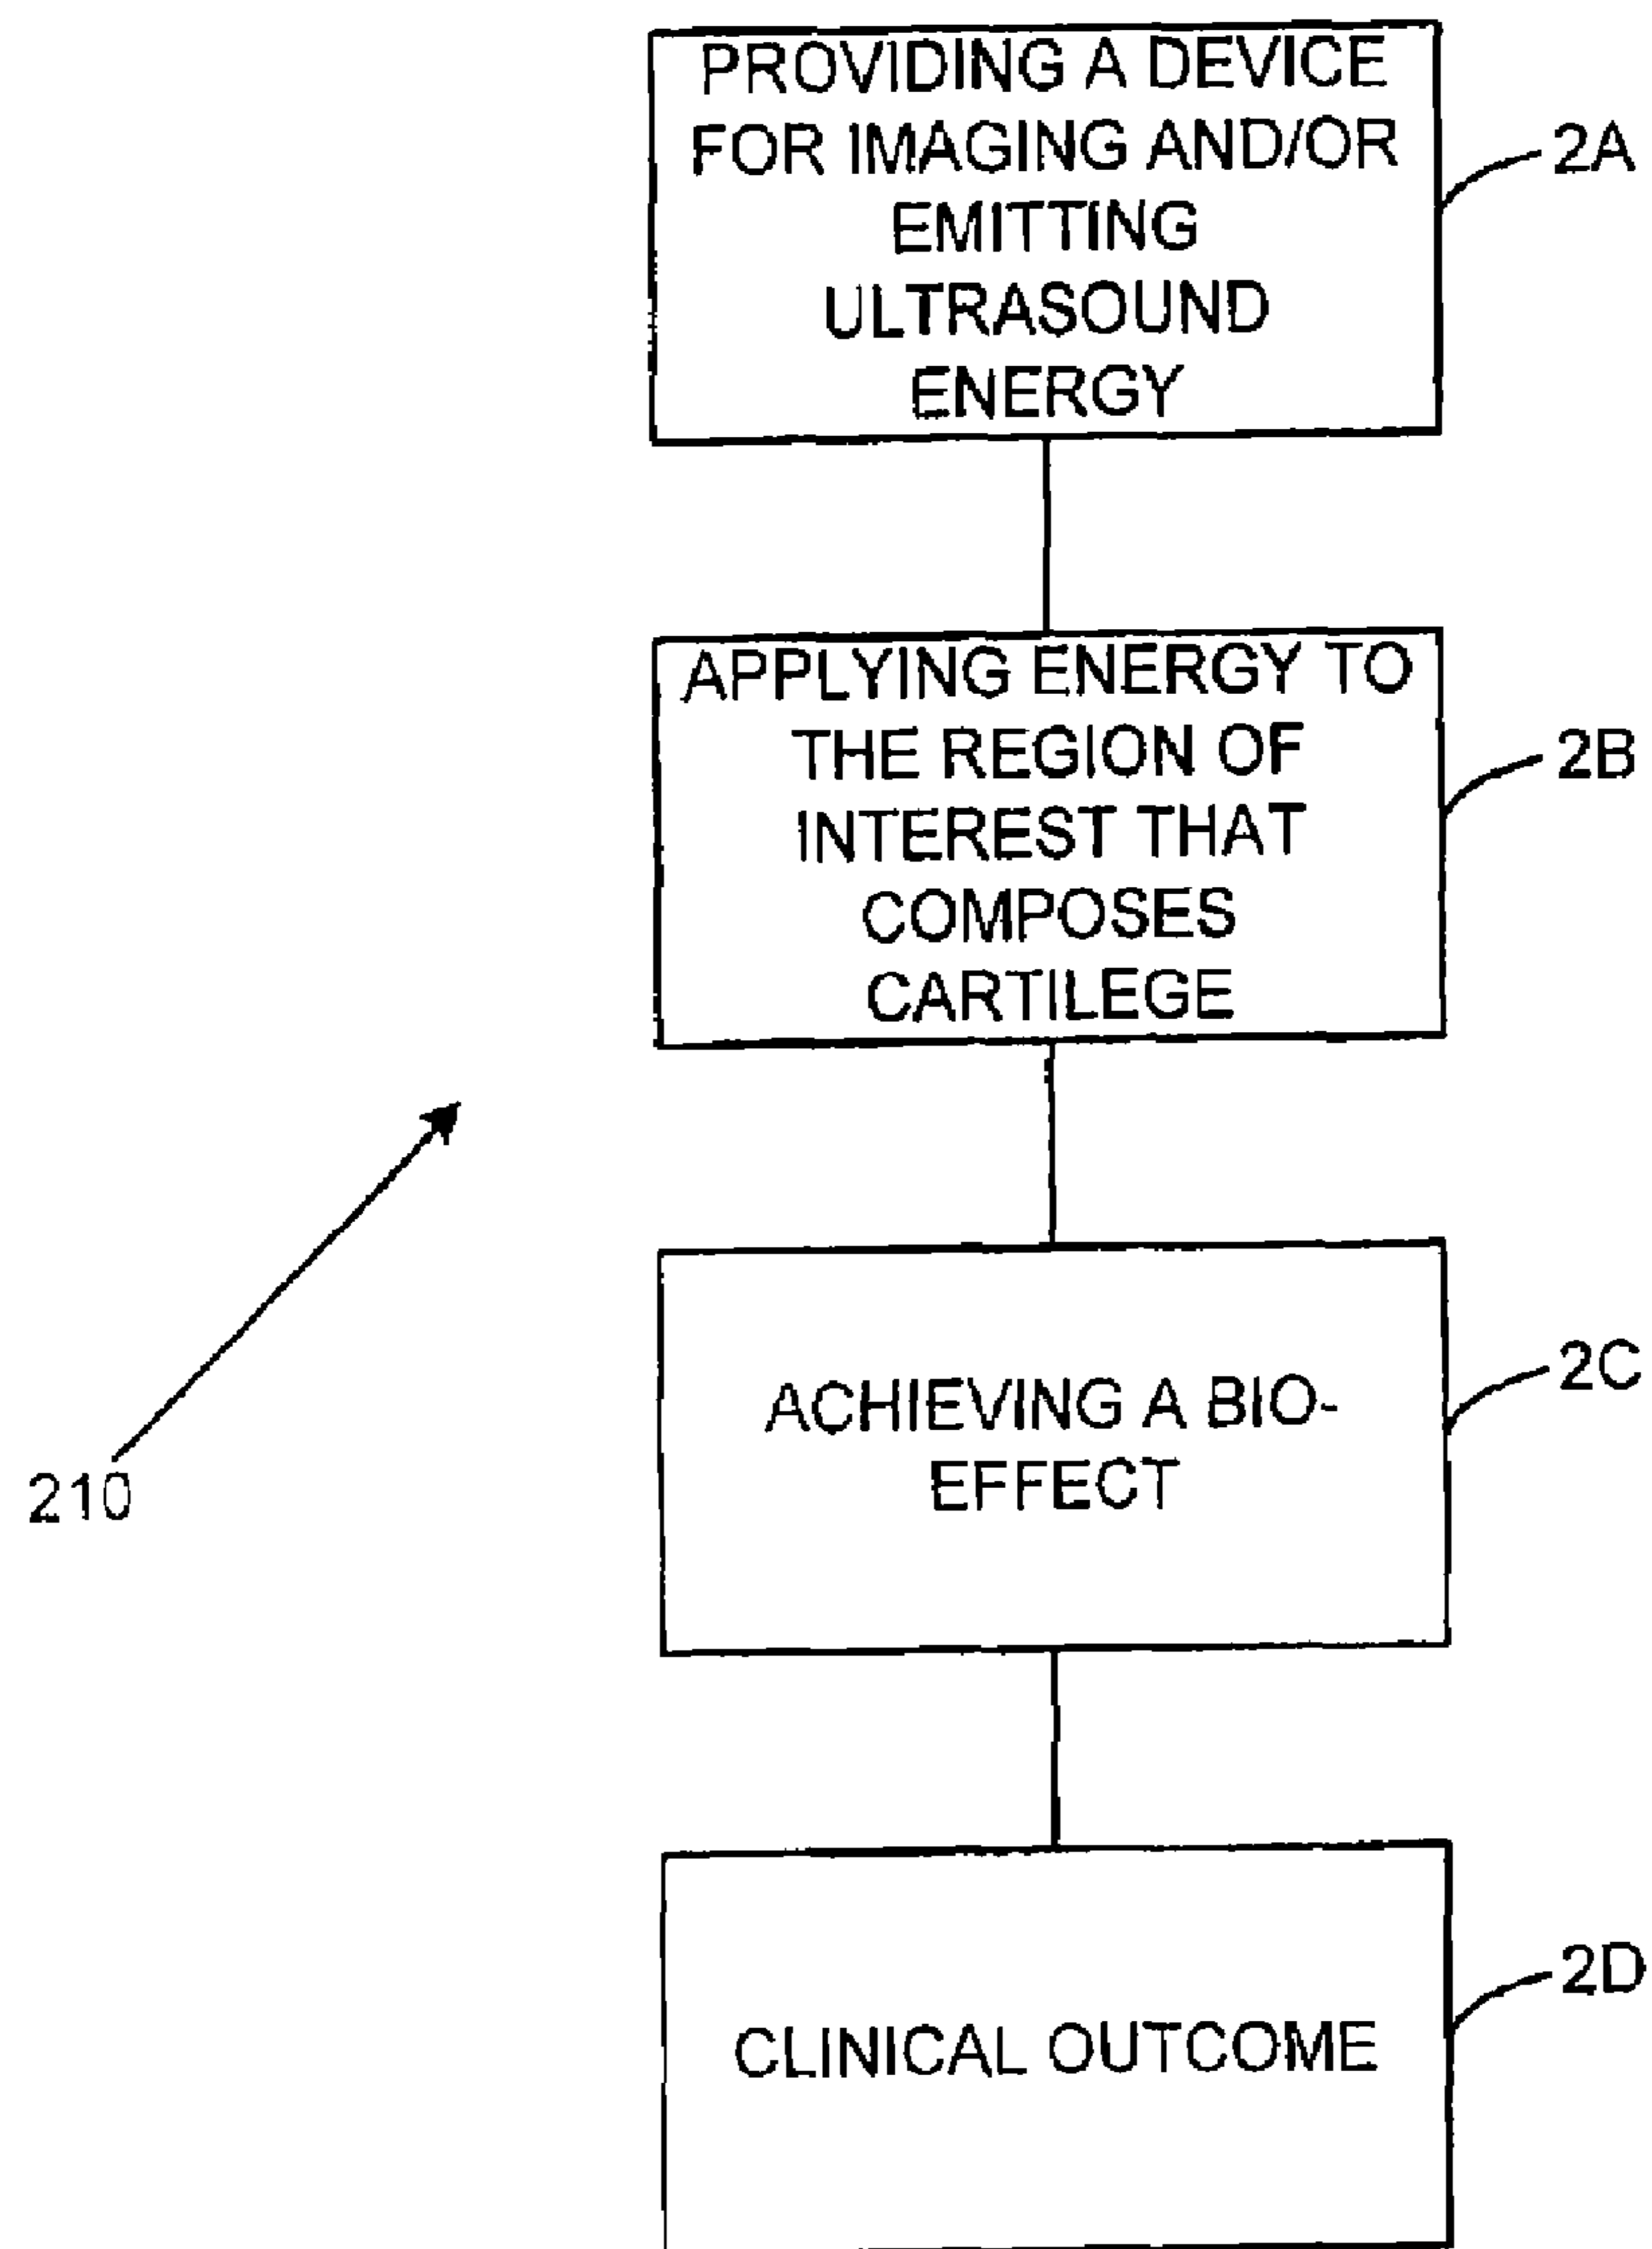 PROVIDING A DEVICE
FOR IMAGING AND/OR
EMITTING
ULTRASOUND
ENERGY
2A
APPLYING ENERGY TO
THE REGION OF
INTEREST THAT
COMPOSES
CARTILEGE
2B
ACHIEVING A BIO-
EFFECT
2C
210
CLINICAL OUTCOME
2D